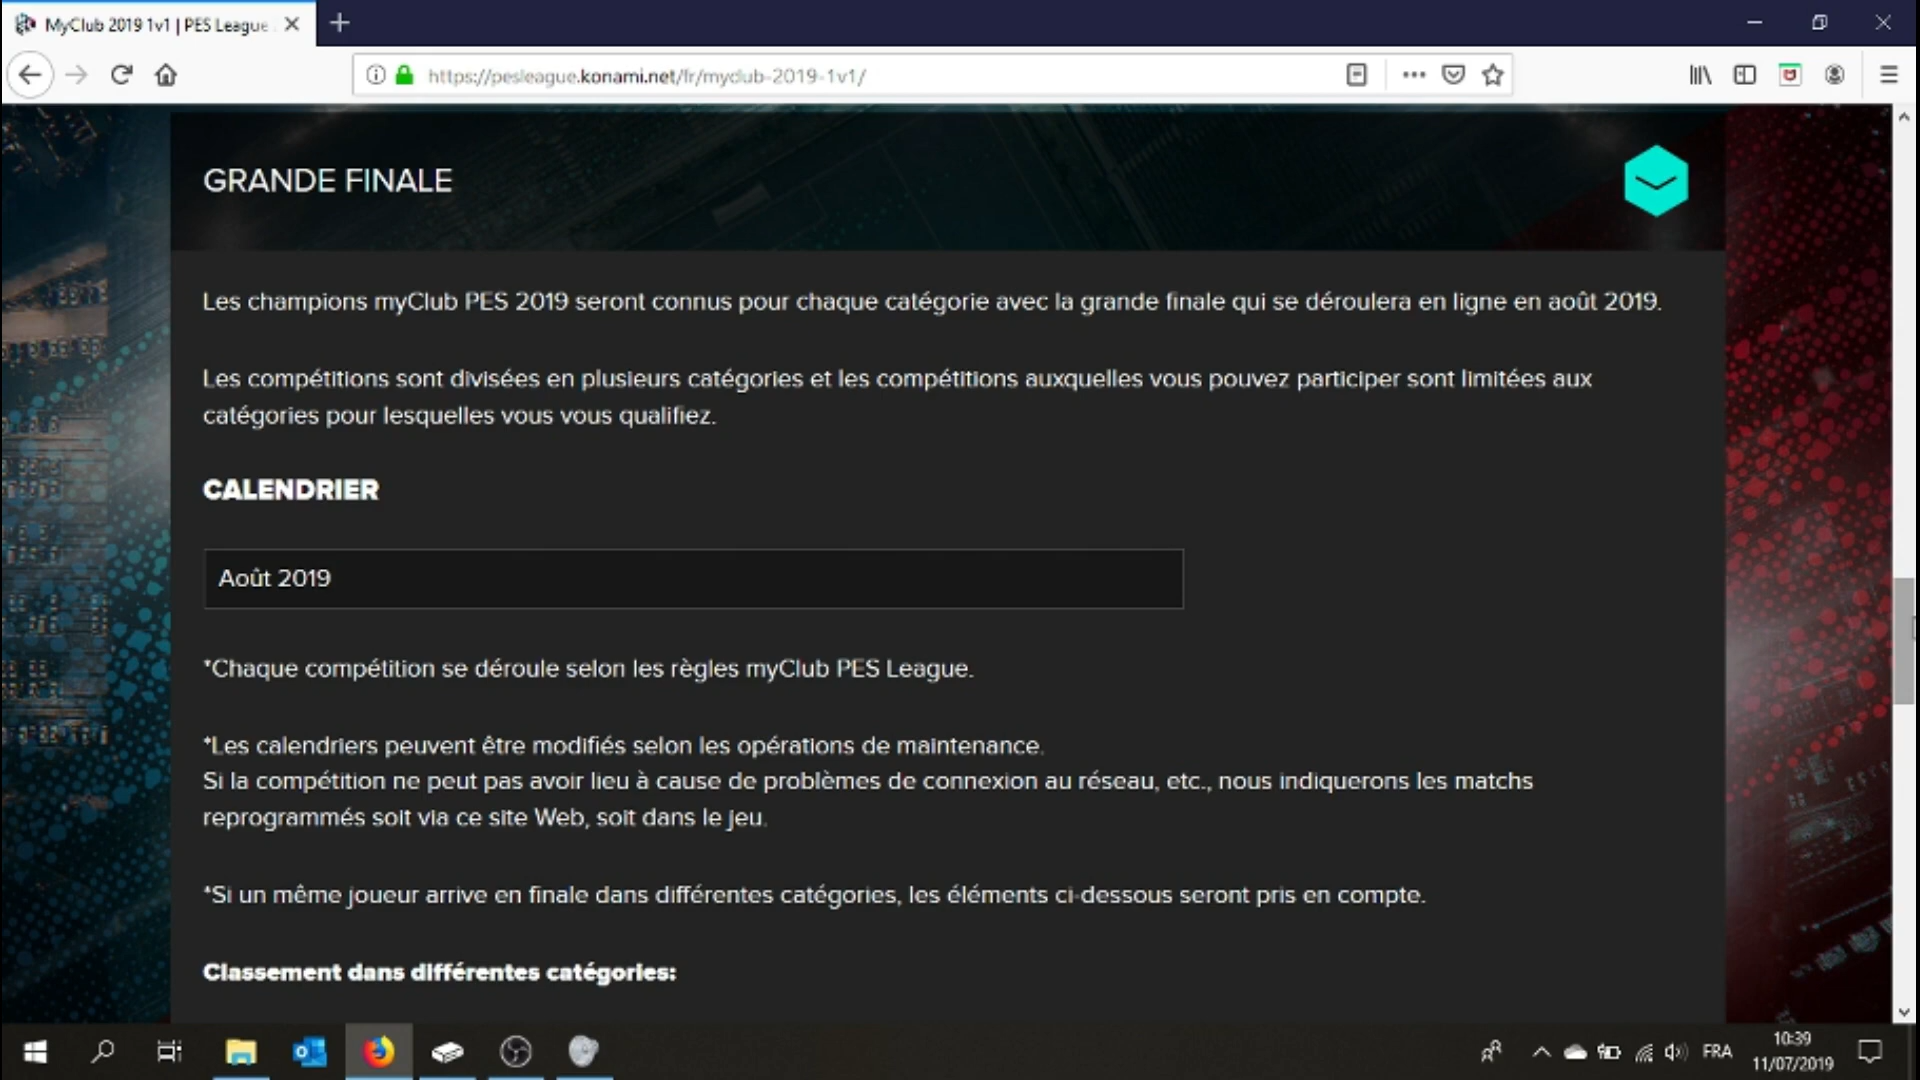 MyClub 2019 1v1 | PES League
https://pesleague.konami.net/fr/myclub-2019-1v1/
GRANDE FINALE
Les champions myClub PES 2019 seront connus pour chaque catégorie avec la grande finale qui se déroulera en ligne en août 2019.
Les compétitions sont divisées en plusieurs catégories et les compétitions auxquelles vous pouvez participer sont limitées aux
catégories pour lesquelles vous vous qualifiez.
CALENDRIER
Août 2019
*Chaque compétition se déroule selon les règles myClub PES League.
*Les calendriers peuvent être modifiés selon les opérations de maintenance.
Si la compétition ne peut pas avoir lieu à cause de problèmes de connexion au réseau, etc., nous indiquerons les matchs
reprogrammés soit via ce site Web, soit dans le jeu.
*Si un même joueur arrive en finale dans différentes catégories, les éléments ci-dessous seront pris en compte.
Classement dans différentes catégories:
FRA
10:39
11/07/2019